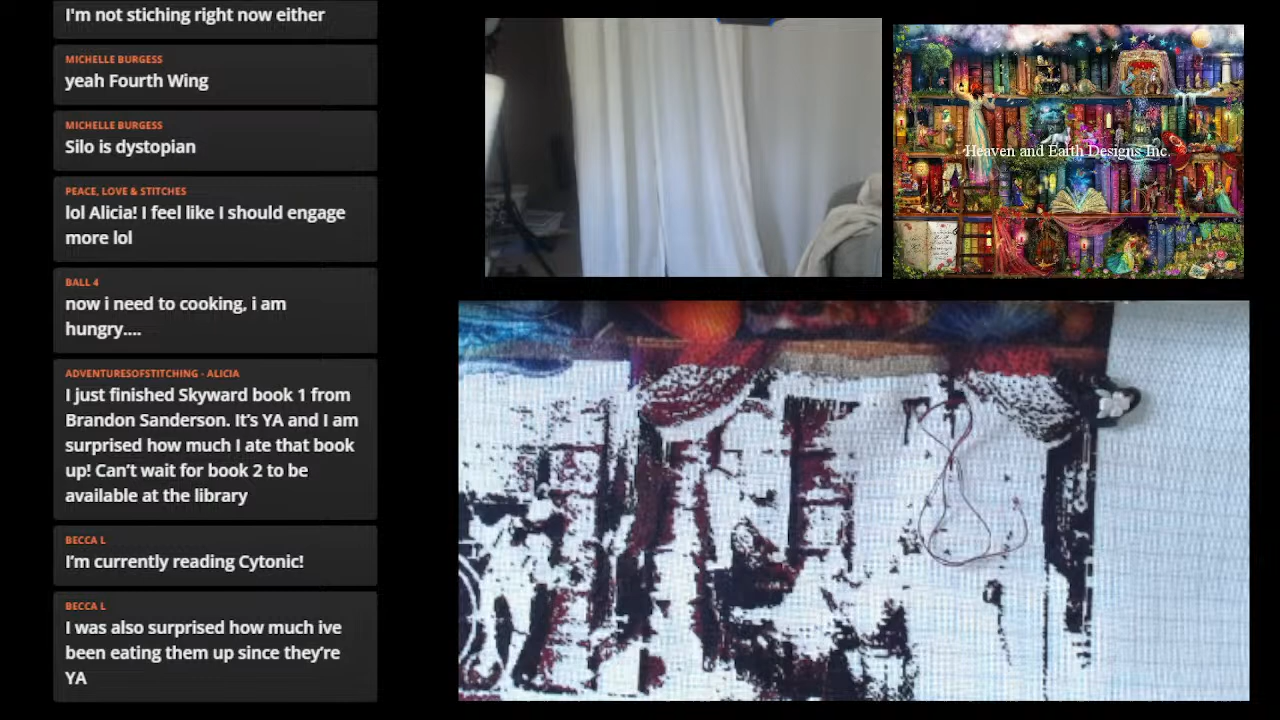 I'm not stiching right now either
MICHELLE BURGESS
yeah Fourth Wing
MICHELLE BURGESS
Silo is dystopian
PEACE, LOVE & STITCHES
lol Alicia! I feel like I should engage
more lol
BALL 4
now i need to cooking, i am
hungry....
ADVENTURESOFSTITCHING - ALICIA
I just finished Skyward book 1 from
Brandon Sanderson. It’s YA and I am
surprised how much I ate that book
up! Can’t wait for book 2 to be
available at the library
BECCA L
I’m currently reading Cytonic!
BECCA L
I was also surprised how much ive
been eating them up since they’re
YA
Heaven and Earth Designs Inc